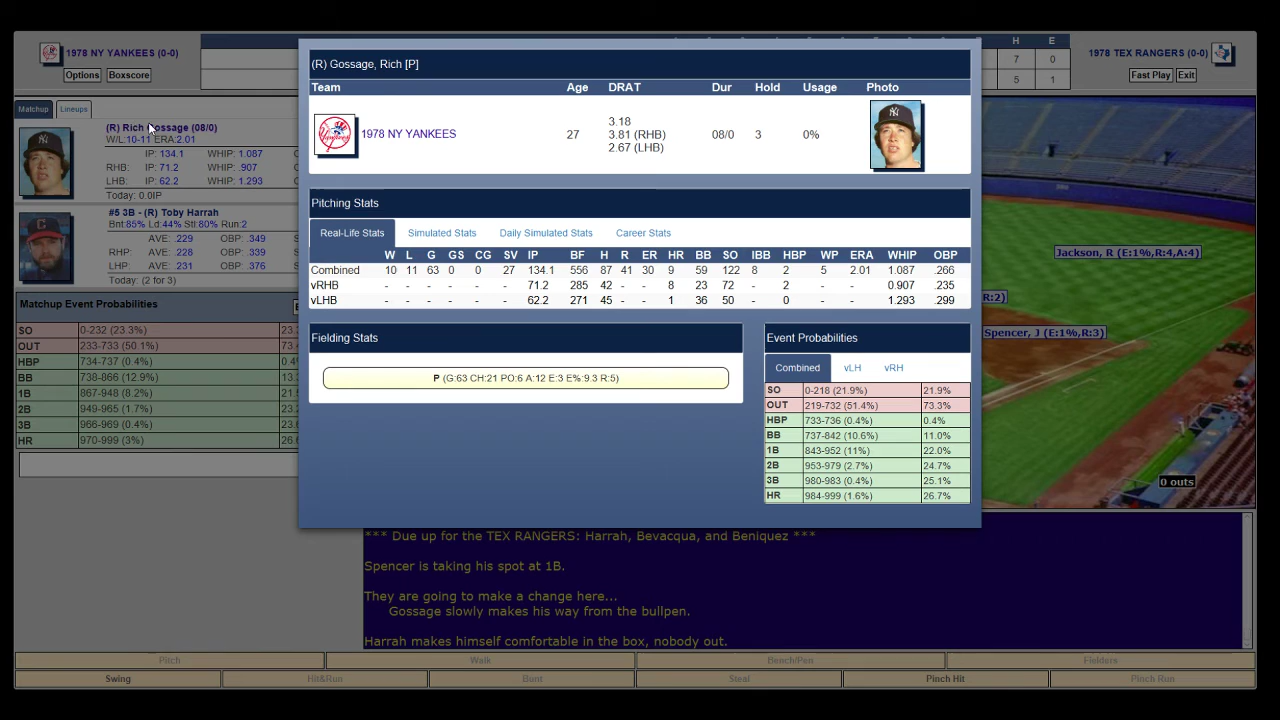 1978 NY YANKEES (0-0)
Options Boxscore
H E
7 0
5 1
1978 TEX RANGERS (0-0)
Fast Play Exit
Matchup Lineups
(R) Rich Gossage (08/0)
W/L:10-11 ERA:2.01
IP: 134.1 WHIP: 1.087
RHB: IP: 71.2 WHIP: .907
LHB: IP: 62.2 WHIP: 1.293
Today: 0.0IP
#5 3B - (R) Toby Harrah
Bnt:85% Ld:44% Stl:80% Run:2
AVE: .229 OBP: .349
RHP: AVE: .228 OBP: .339
LHP: AVE: .231 OBP: .376
Today: (2 for 3)
Matchup Event Probabilities
SO 0-232 (23.3%)
OUT 233-733 (50.1%)
HBP 734-737 (0.4%)
BB 738-866 (12.9%)
1B 867-948 (8.2%)
2B 949-965 (1.7%)
3B 966-969 (0.4%)
HR 970-999 (3%)
(R) Gossage, Rich [P]
Team Age DRAT Dur Hold Usage Photo
1978 NY YANKEES 27 3.18 08/0 3 0%
3.81 (RHB)
2.67 (LHB)
Pitching Stats
Real-Life Stats Simulated Stats Daily Simulated Stats Career Stats
W L G GS CG SV IP BF H R ER HR BB SO IBB HBP WP ERA WHIP OBP
Combined 10 11 63 0 0 27 134.1 556 87 41 30 9 59 122 8 2 5 2.01 1.087 .266
vRHB - - - - - - 71.2 285 42 - - 8 23 72 - 2 - - 0.907 .235
vLHB - - - - - - 62.2 271 45 - - 1 36 50 - 0 - - 1.293 .299
Fielding Stats
P (G:63 CH:21 PO:6 A:12 E:3 E%:9.3 R:5)
Event Probabilities
Combined vLH vRH
SO 0-218 (21.9%) 21.9%
OUT 219-732 (51.4%) 73.3%
HBP 733-736 (0.4%) 0.4%
BB 737-842 (10.6%) 11.0%
1B 843-952 (11%) 22.0%
2B 953-979 (2.7%) 24.7%
3B 980-983 (0.4%) 25.1%
HR 984-999 (1.6%) 26.7%
Jackson, R (E:1%,R:4,A:4)
R:2)
Spencer, J (E:1%,R:3)
0 outs
*** Due up for the TEX RANGERS: Harrah, Bevacqua, and Beniquez ***
Spencer is taking his spot at 1B.
They are going to make a change here...
Gossage slowly makes his way from the bullpen.
Harrah makes himself comfortable in the box, nobody out.
Pitch Walk Bench/Pen Fielders
Swing Hit&Run Bunt Steal Pinch Hit Pinch Run